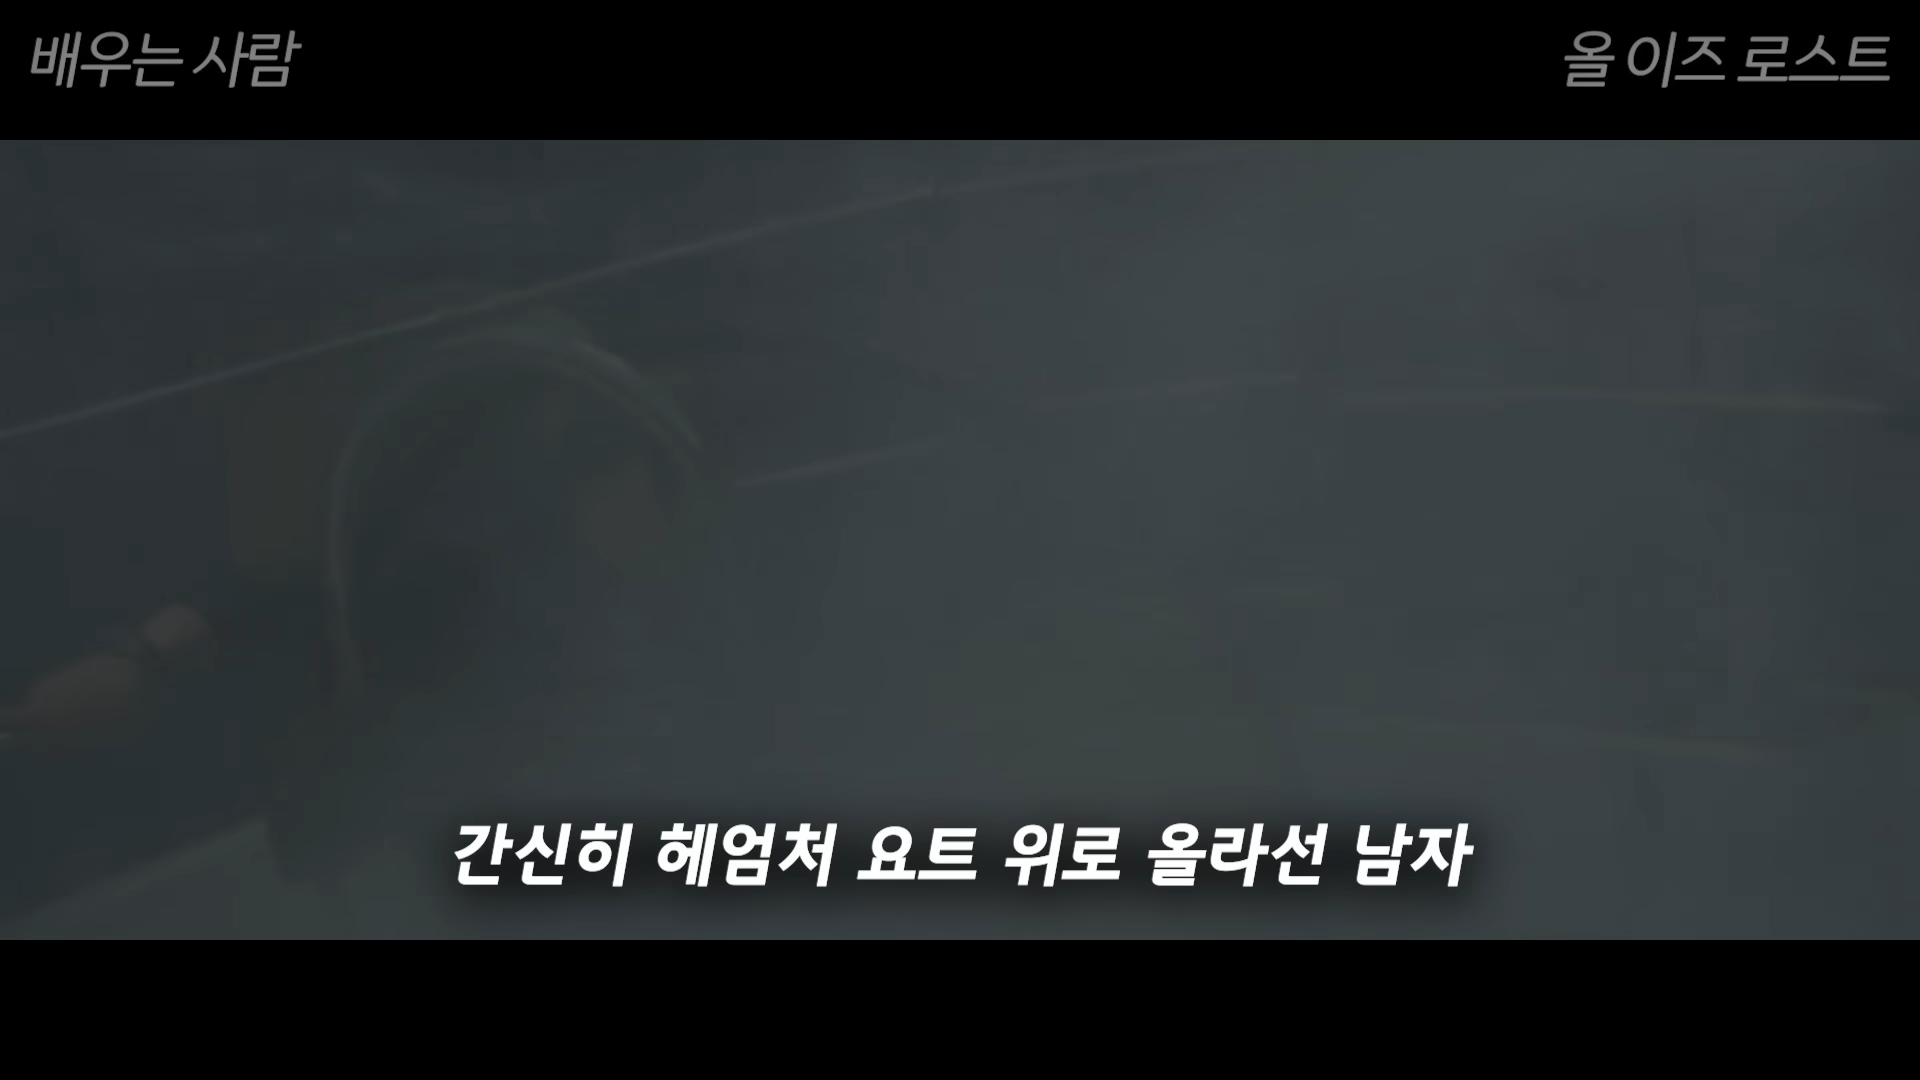 배우는 사람
올 이즈 로스트
간신히 헤엄쳐 요트 위로 올라선 남자